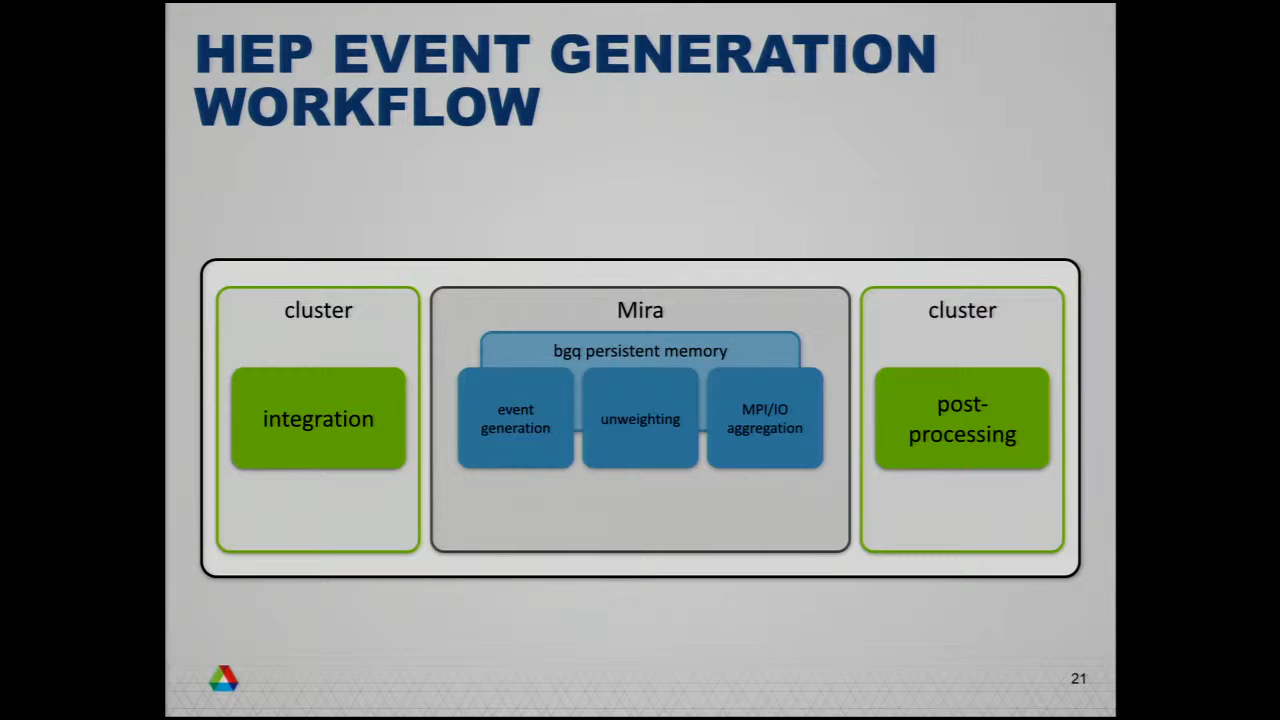 HEP EVENT GENERATION
WORKFLOW
cluster
integration
Mira
bgq persistent memory
event
generation
unweighting
MPI/IO
aggregation
cluster
post-
processing
21